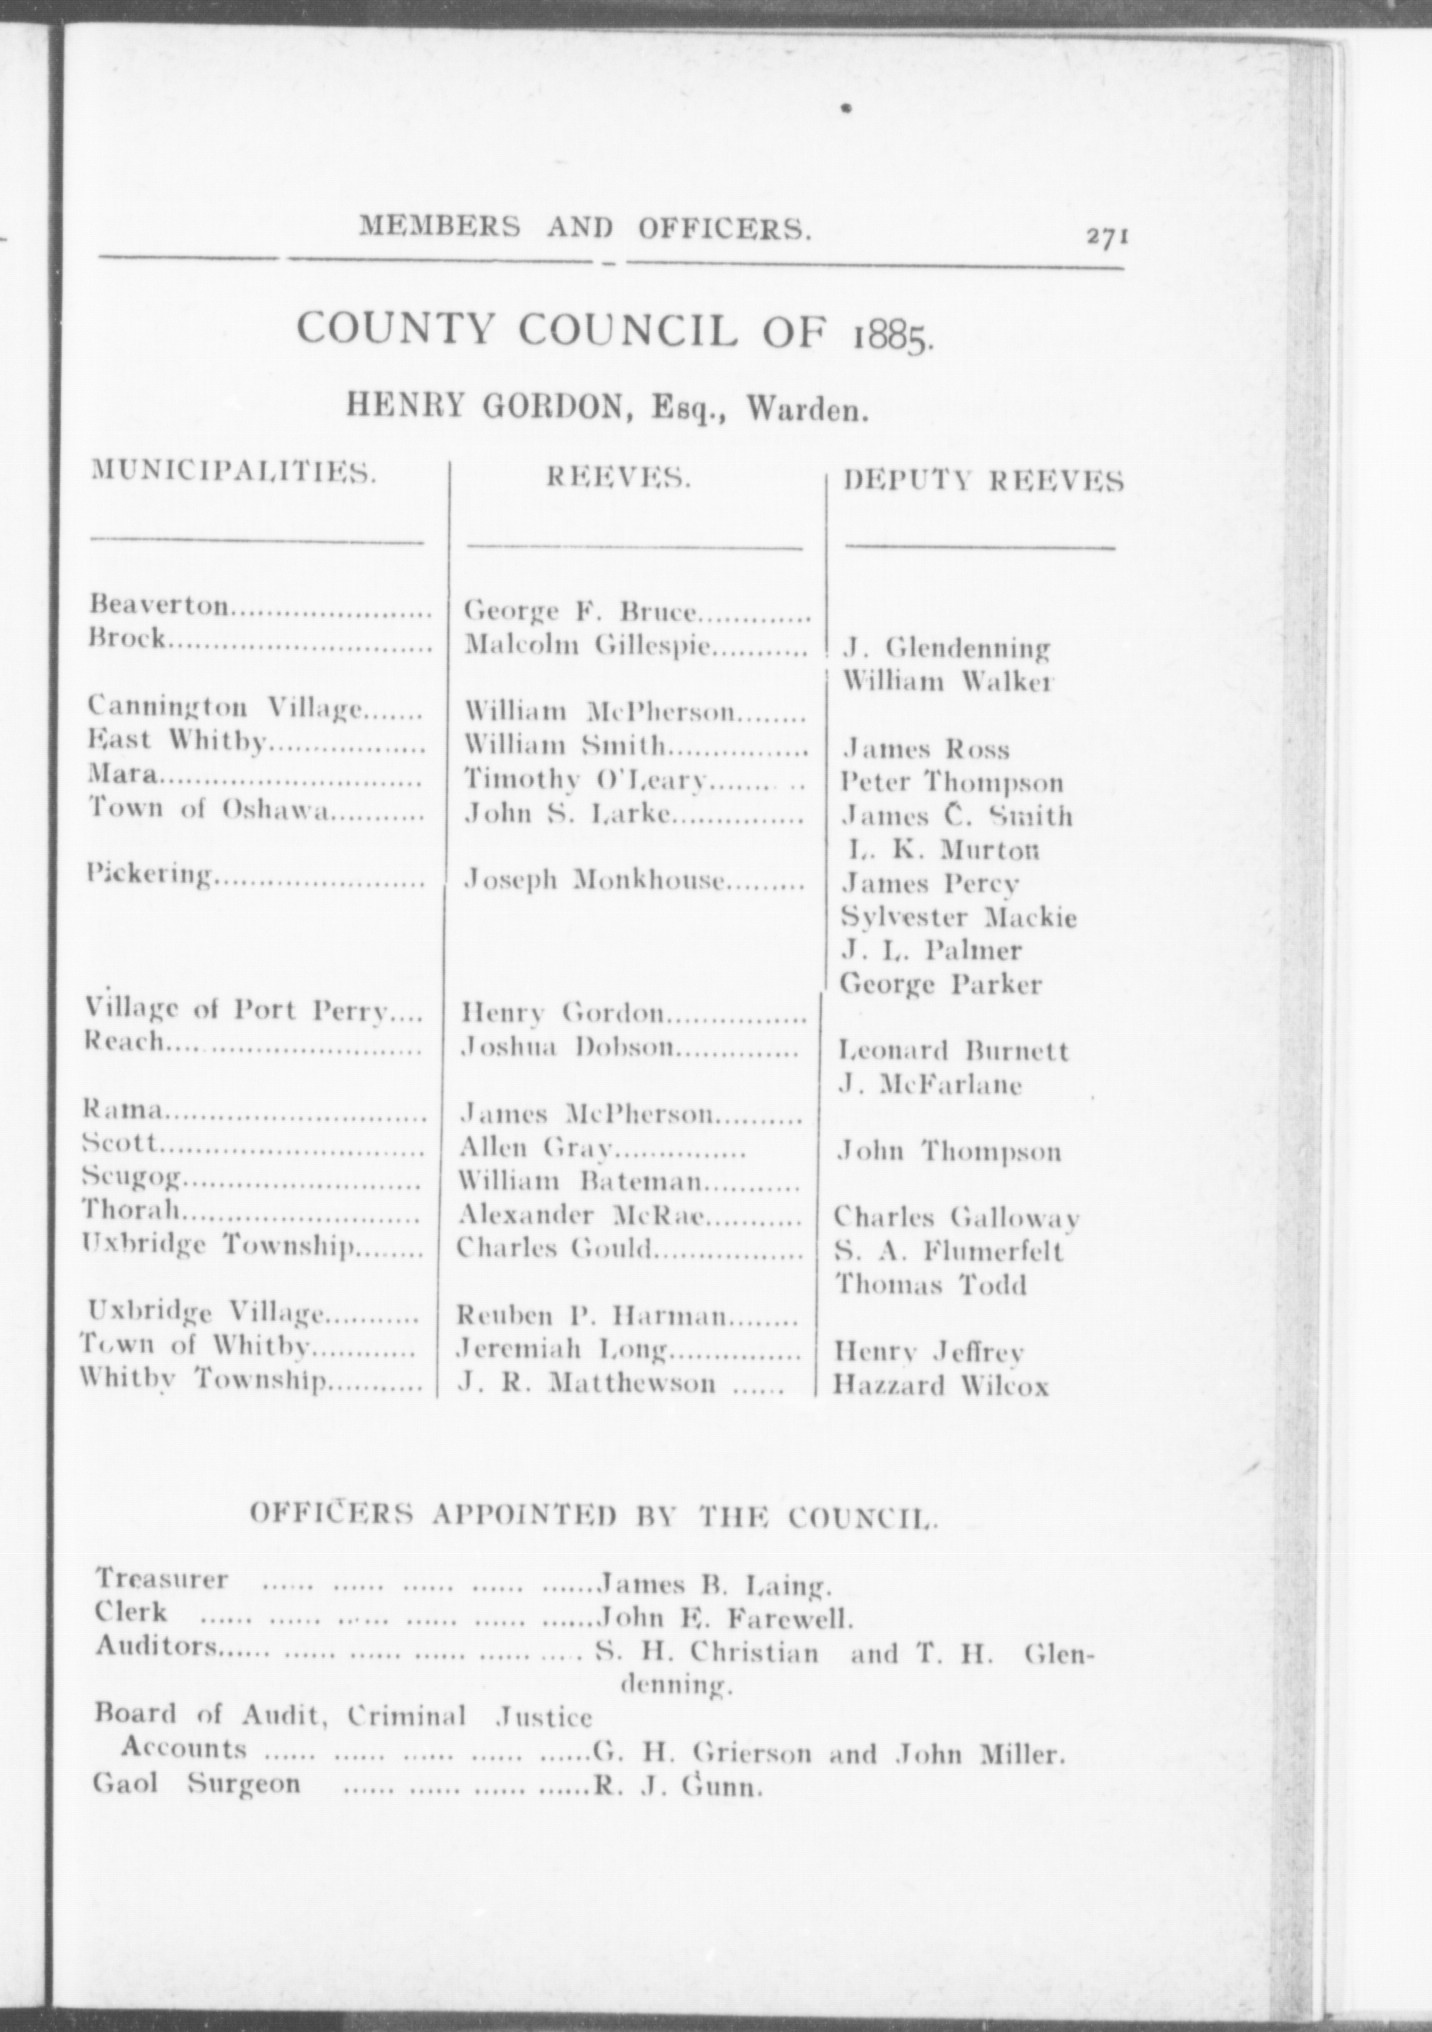 MEMBERS AND OFFICERS. 271
COUNTY COUNCIL OF 1885.
HENRY GORDON, Esq., Warden.
MUNICIPALITIES. REEVES. DEPUTY REEVES
Beaverton...................... George F. Bruce.............
Brock............................. Malcolm Gillespie........... J. Glendenning
William Walker
Cannington Village....... William McPherson........
East Whitby.................. William Smith................ James Ross
Mara............................. Timothy O'Leary....... .. Peter Thompson
Town of Oshawa........... John S. Larke............... James C. Smith
L. K. Murton
Pickering........................ Joseph Monkhouse......... James Percy
Sylvester Mackie
J. L. Palmer
George Parker
Village of Port Perry.... Henry Gordon................
Reach............................ Joshua Dobson.............. Leonard Burnett
J. McFarlane
Rama............................. James McPherson..........
Scott.............................. Allen Gray............... John Thompson
Scugog........................... William Bateman...........
Thorah........................... Alexander McRae........... Charles Galloway
Uxbridge Township........ Charles Gould................. S. A. Flumerfelt
Thomas Todd
Uxbridge Village........... Reuben P. Harman........
Town of Whitby............ Jeremiah Long............... Henry Jeffrey
Whitby Township........... J. R. Matthewson ...... Hazzard Wilcox
OFFICERS APPOINTED BY THE COUNCIL.
Treasurer ...... ...... ...... ...... ......James B. Laing.
Clerk ...... ...... ...... ...... ...... ......John E. Farewell.
Auditors...... ...... ...... ...... ...... ..... S. H. Christian and T. H. Glen-
denning.
Board of Audit, Criminal Justice
Accounts ...... ...... ...... ...... ......G. H. Grierson and John Miller.
Gaol Surgeon ...... ...... ...... ......R. J. Gunn.